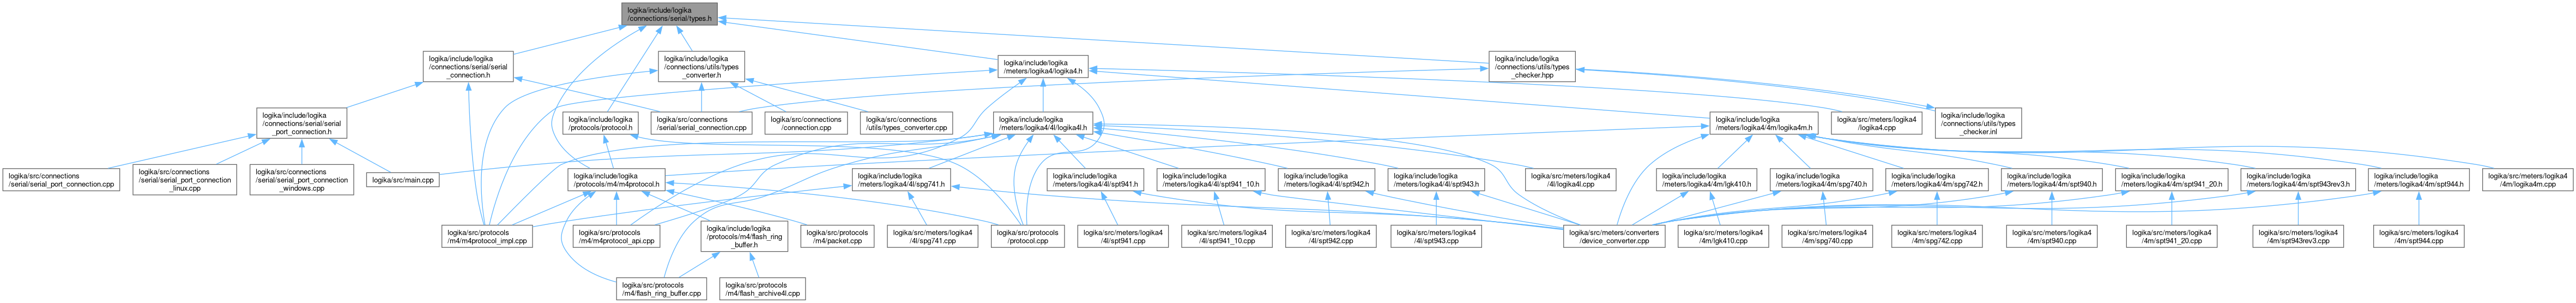 logika/include/logika
/connections/serial/types.h
logika/include/logika
/connections/serial/serial
_connection.h
logika/include/logika
/connections/utils/types
_converter.h
logika/include/logika
/meters/logika4/logika4.h
logika/include/logika
/connections/utils/types
_checker.hpp
logika/include/logika
/connections/serial/serial
_port_connection.h
logika/include/logika
/protocols/protocol.h
logika/src/connections
/serial/serial_connection.cpp
logika/src/connections
/connection.cpp
logika/src/connections
/utils/types_converter.cpp
logika/include/logika
/meters/logika4/4l/logika4l.h
logika/include/logika
/meters/logika4/4m/logika4m.h
logika/src/meters/logika4
/logika4.cpp
logika/include/logika
/connections/utils/types
_checker.inl
logika/src/connections
/serial/serial_port_connection.cpp
logika/src/connections
/serial/serial_port_connection
_linux.cpp
logika/src/connections
/serial/serial_port_connection
_windows.cpp
logika/src/main.cpp
logika/include/logika
/protocols/m4/m4protocol.h
logika/include/logika
/meters/logika4/4l/spg741.h
logika/include/logika
/meters/logika4/4l/spt941.h
logika/include/logika
/meters/logika4/4l/spt941_10.h
logika/include/logika
/meters/logika4/4l/spt942.h
logika/include/logika
/meters/logika4/4l/spt943.h
logika/src/meters/logika4
/4l/logika4l.cpp
logika/include/logika
/meters/logika4/4m/lgk410.h
logika/include/logika
/meters/logika4/4m/spg740.h
logika/include/logika
/meters/logika4/4m/spg742.h
logika/include/logika
/meters/logika4/4m/spt940.h
logika/include/logika
/meters/logika4/4m/spt941_20.h
logika/include/logika
/meters/logika4/4m/spt943rev3.h
logika/include/logika
/meters/logika4/4m/spt944.h
logika/src/meters/logika4
/4m/logika4m.cpp
logika/src/protocols
/m4/m4protocol_impl.cpp
logika/src/protocols
/m4/m4protocol_api.cpp
logika/include/logika
/protocols/m4/flash_ring
_buffer.h
logika/src/protocols
/m4/packet.cpp
logika/src/meters/logika4
/4l/spg741.cpp
logika/src/protocols
/protocol.cpp
logika/src/meters/logika4
/4l/spt941.cpp
logika/src/meters/logika4
/4l/spt941_10.cpp
logika/src/meters/logika4
/4l/spt942.cpp
logika/src/meters/logika4
/4l/spt943.cpp
logika/src/meters/converters
/device_converter.cpp
logika/src/meters/logika4
/4m/lgk410.cpp
logika/src/meters/logika4
/4m/spg740.cpp
logika/src/meters/logika4
/4m/spg742.cpp
logika/src/meters/logika4
/4m/spt940.cpp
logika/src/meters/logika4
/4m/spt941_20.cpp
logika/src/meters/logika4
/4m/spt943rev3.cpp
logika/src/meters/logika4
/4m/spt944.cpp
logika/src/protocols
/m4/flash_ring_buffer.cpp
logika/src/protocols
/m4/flash_archive4l.cpp